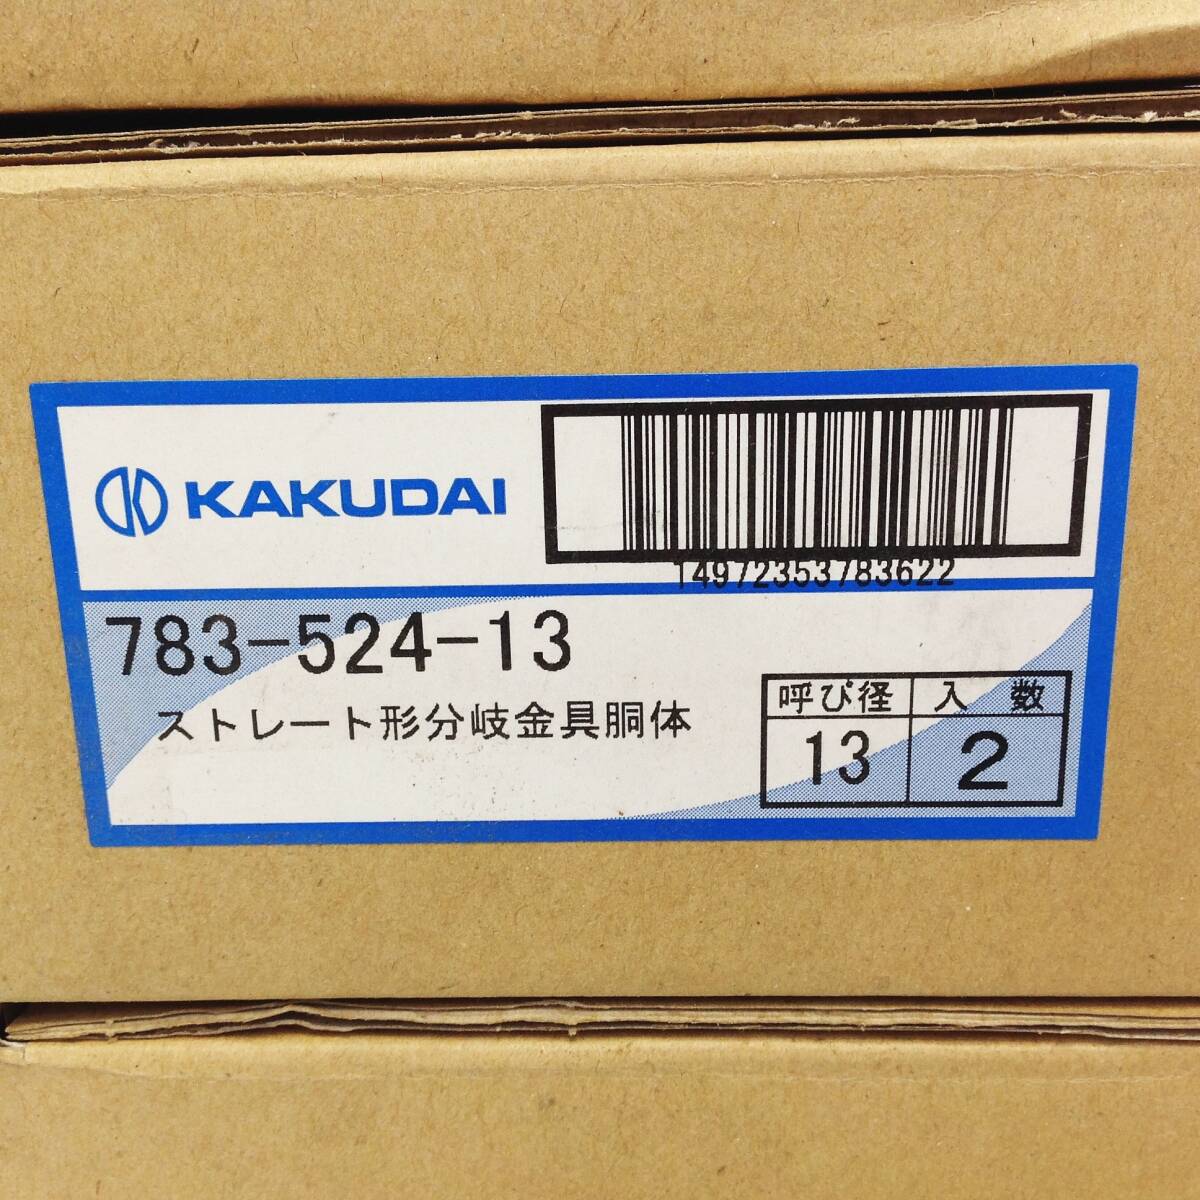 KAKUDAI
14972353783622
783-524-13
ストレート形分岐金具胴体
呼び径 入 数
13 2